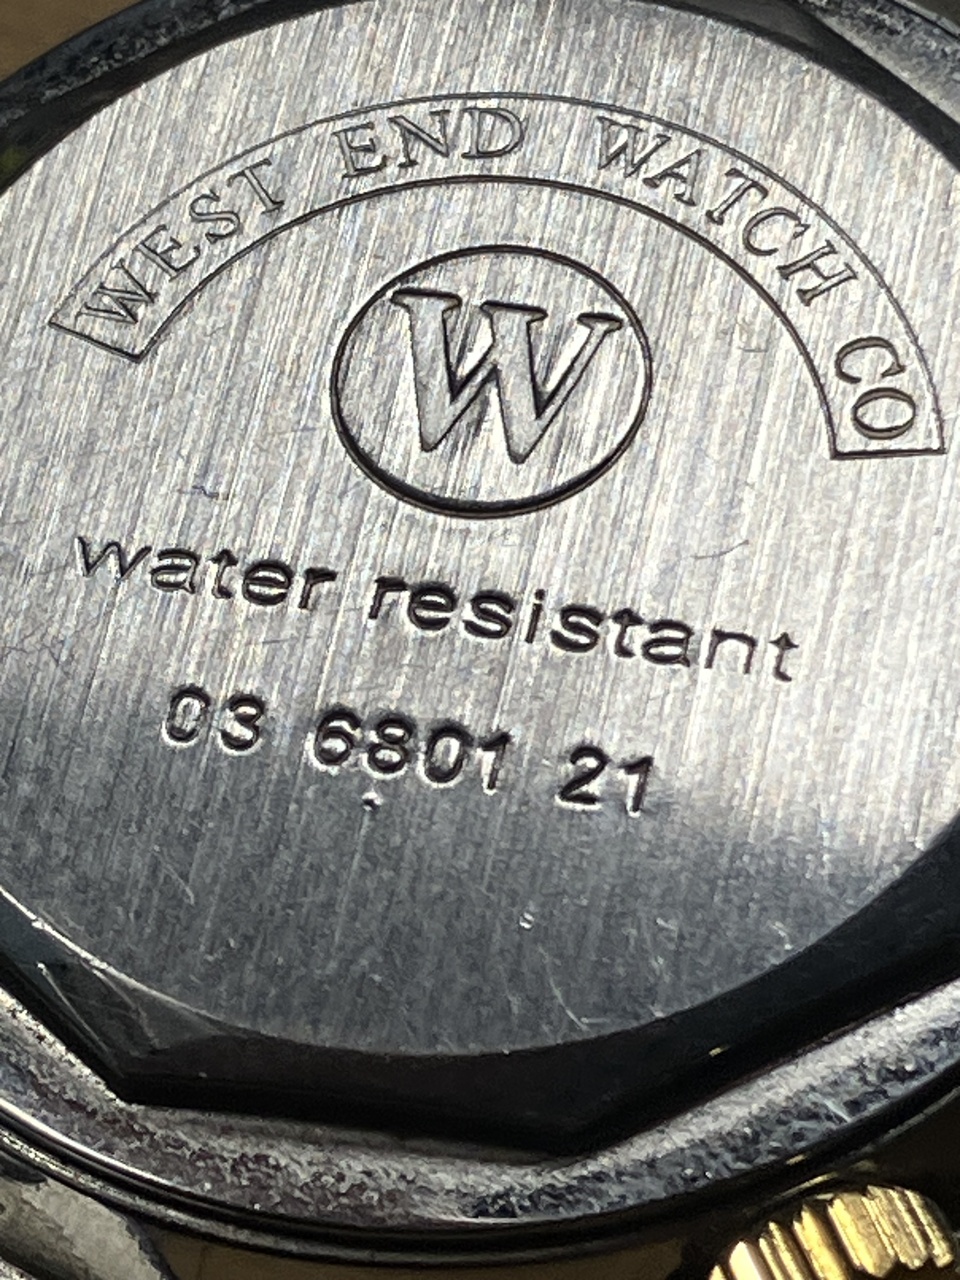 WEST END WATCH CO
W
water resistant
03 6801 21